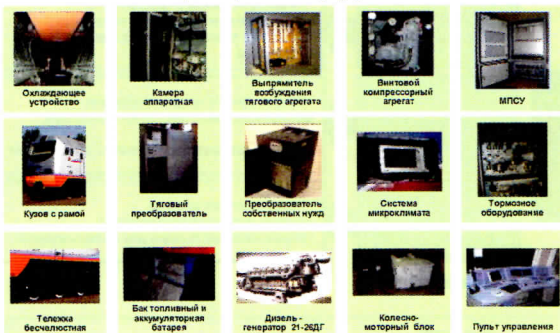 Охлаждающее
устройство
Камера
аппаратная
Выпрямитель
возбуждения
тягового агрегата
Винтовой
компрессорный
агрегат
МПСУ
Кузов с рамой
Тяговый
преобразователь
Преобразователь
собственных нужд
Система
микроклимата
Тормозное
оборудование
Тележка
бесчелюстная
Бак топливный и
аккумуляторная
батарея
Дизель -
генератор 21-26ДГ
Колесно-
моторный блок
Пульт управления